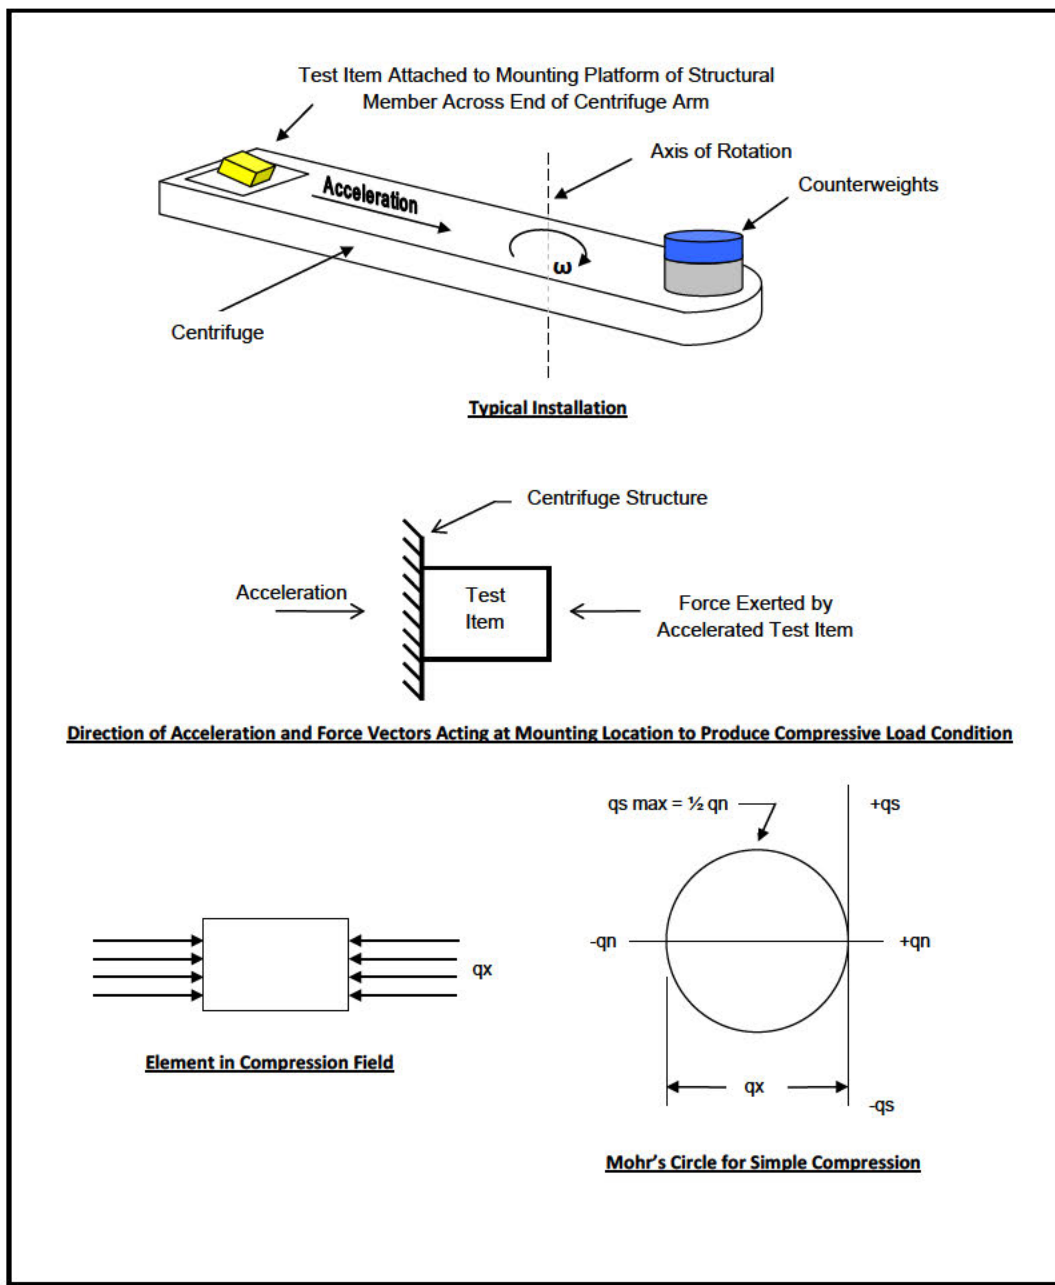 Test Item Attached to Mounting Platform of Structural
Member Across End of Centrifuge Arm
Axis of Rotation
Counterweights
Acceleration
ω
Centrifuge
Typical Installation
Centrifuge Structure
Acceleration
Test
Item
Force Exerted by
Accelerated Test Item
Direction of Acceleration and Force Vectors Acting at Mounting Location to Produce Compressive Load Condition
qs max = ½ qn
+qs
-qn
+qn
qx
Element in Compression Field
qx
-qs
Mohr's Circle for Simple Compression